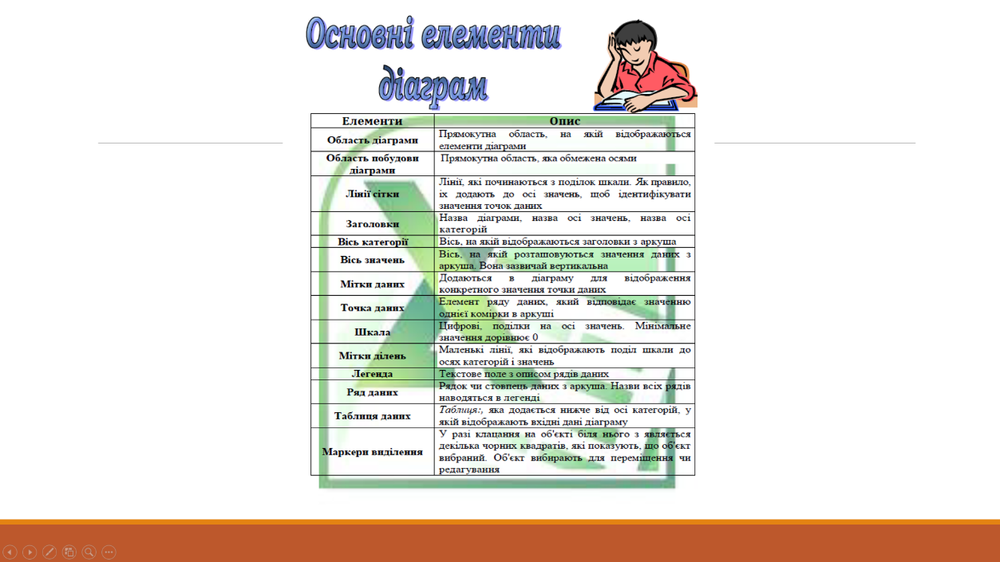 Основні елементи
діаграм
Елементи Опис
Область діаграми
Прямокутна область, на якій відображаються
елементи діаграми
Область побудови
діаграми
Прямокутна область, яка обмежена осями
Лінії сітки
Лінії, які починаються з поділок шкали. Як правило,
їх додають до осі значень, щоб ідентифікувати
значення точок даних
Заголовки
Назва діаграми, назва осі значень, назва осі
категорій
Вісь категорії
Вісь, на якій відображаються заголовки з аркуша
Вісь значень
Вісь, на якій розташовуються значення даних з
аркуша. Вона зазвичай вертикальна
Мітки даних
Додаються в діаграму для відображення
конкретного значення точки даних
Точка даних
Елемент ряду даних, який відповідає значенню
однієї комірки в аркуші
Шкала
Цифрові, поділки на осі значень. Мінімальне
значення дорівнює 0
Мітки ділень
Маленькі лінії, які відображають поділ шкали до
осях категорій і значень
Легенда
Текстове поле з описом рядів даних
Ряд даних
Рядок чи стовпець даних з аркуша. Назви всіх рядів
наводяться в легенді
Таблиця даних
Таблиця:, яка додається нижче від осі категорій, у
якій відображають вхідні дані діаграму
Маркери виділення
У разі клацання на об'єкті біля нього з являється
декілька чорних квадратів, які показують, що об'єкт
вибраний. Об'єкт вибирають для переміщення чи
редагування